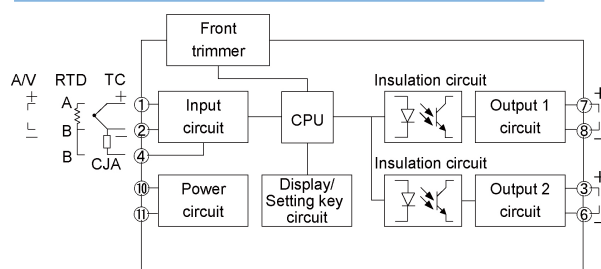 Front
trimmer
A/V RTD TC
+ A +
B −
− B
CJA
① Input
② circuit
④
CPU
Insulation circuit
Output 1
circuit
⑦ +
⑧ −
⑩ Power
⑪ circuit
Display/
Setting key
circuit
Insulation circuit
Output 2
circuit
③ +
⑥ −